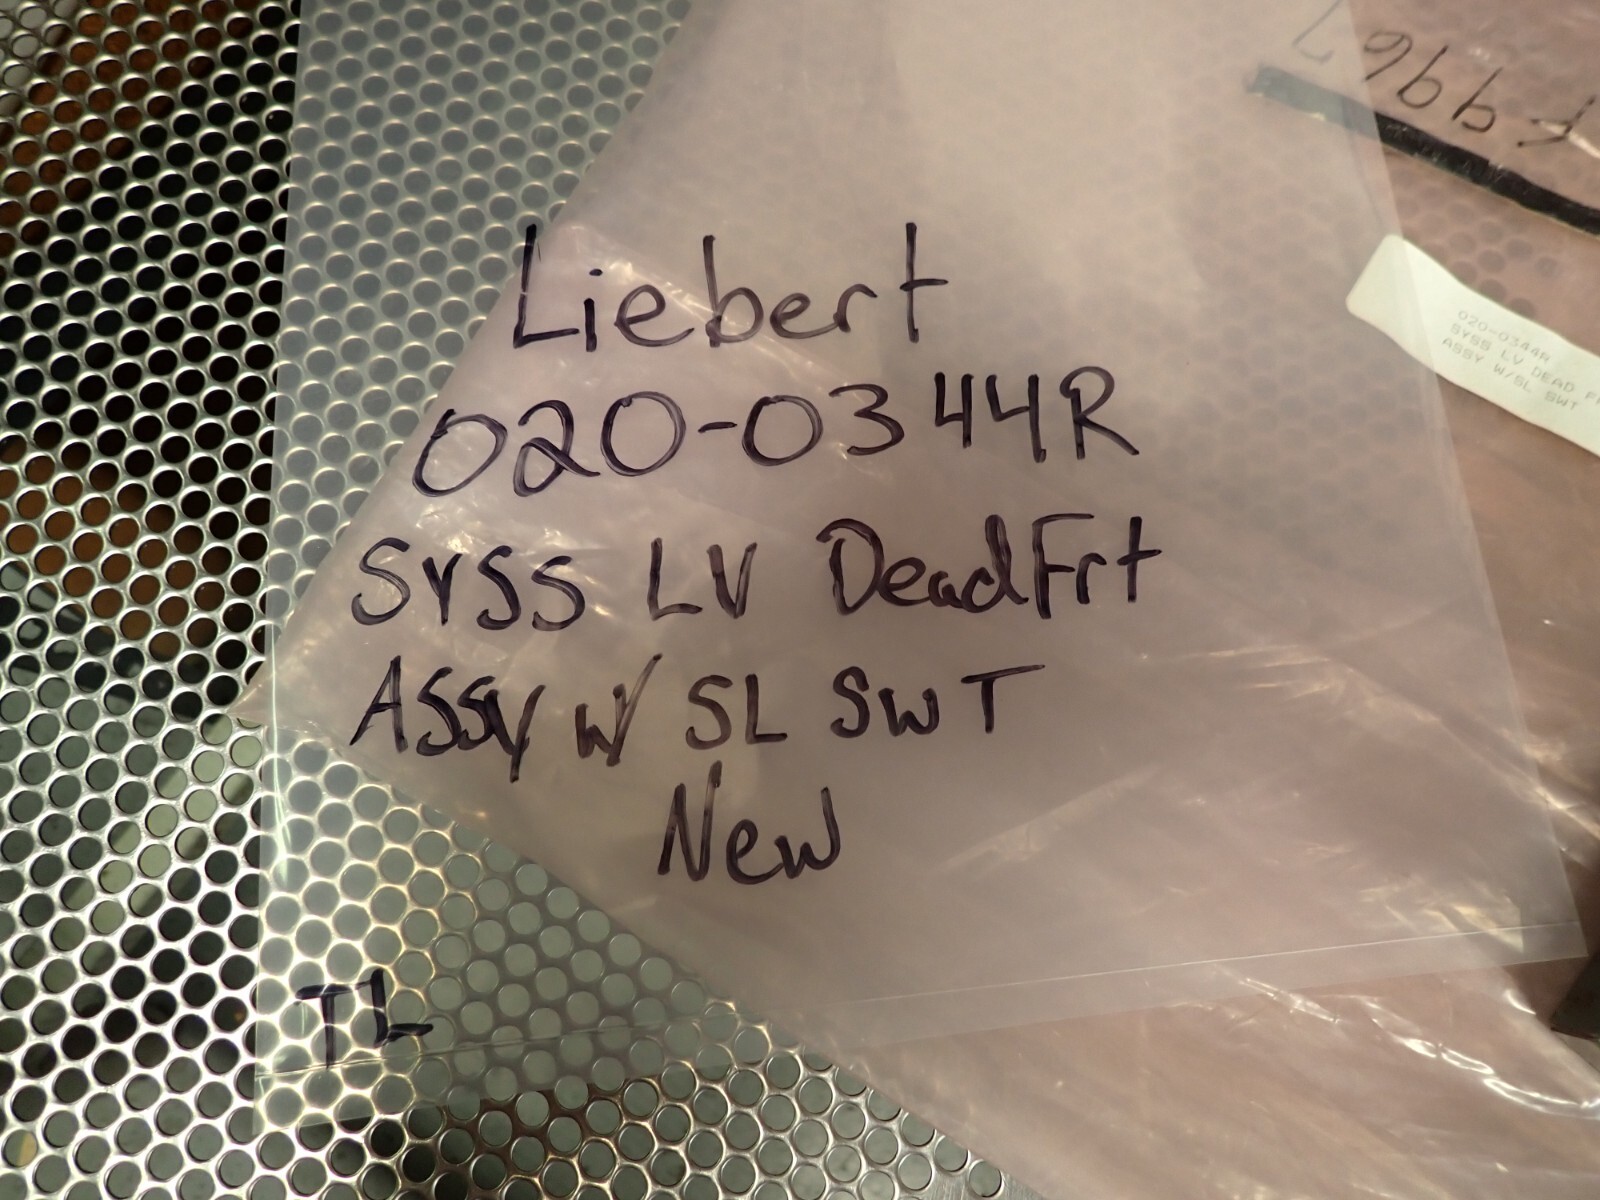 Liebert
020-0344R
SYSS LV DeadFrt
ASSY W/ SL SWT
New
TL
020-0344R
SYSS LV DEAD
ASSY W/SL SWT